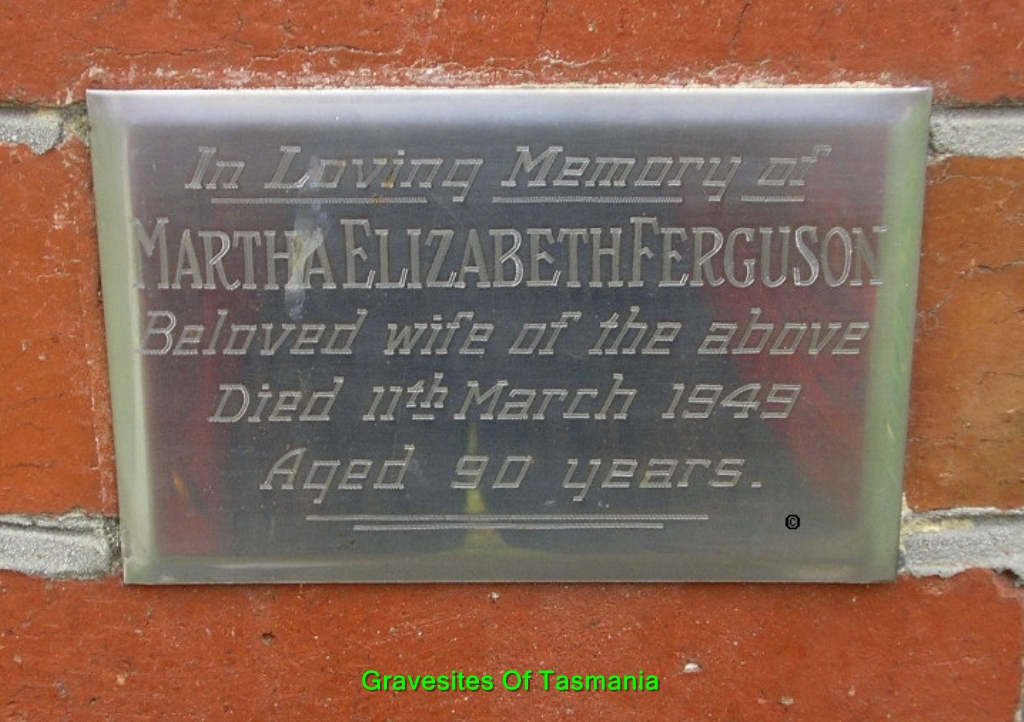 In Loving Memory of
MARTHA ELIZABETH FERGUSON
Beloved wife of the above
Died 11th March 1949
Aged 90 years.
©
Gravesites Of Tasmania